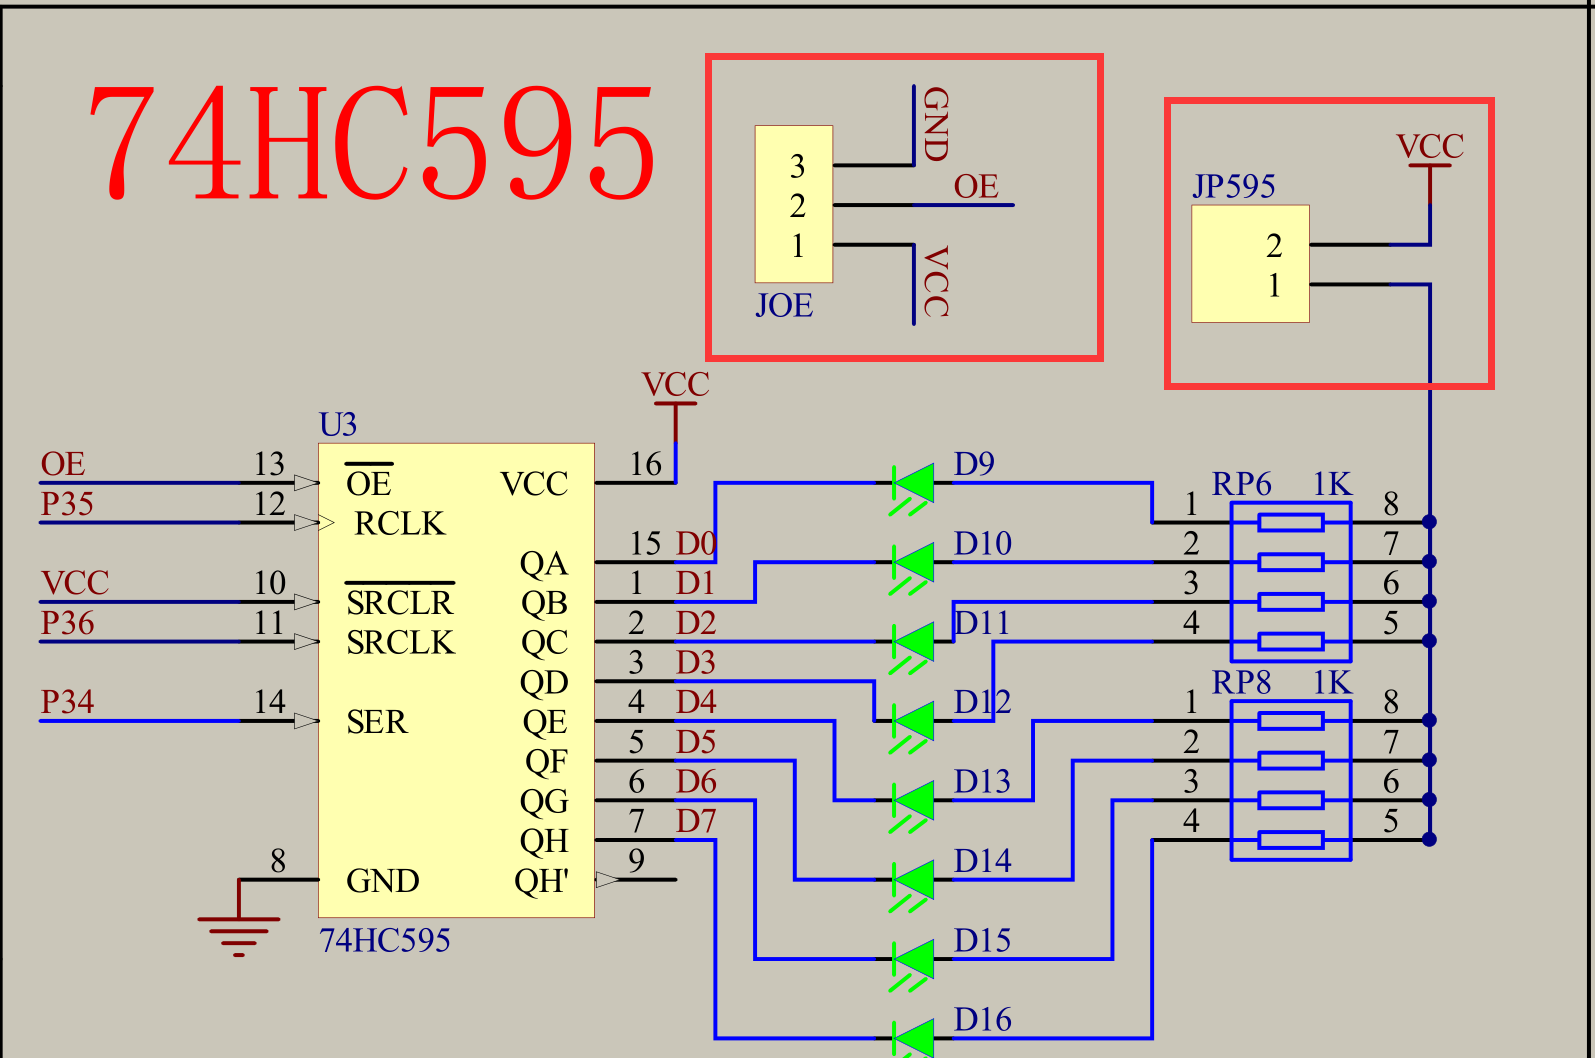 74HC595
3
2
1
GND
OE
VCC
JOE
JP595
VCC
2
1
U3
VCC
OE 13 OE VCC 16
P35 12 RCLK
VCC 10 SRCLR
P36 11 SRCLK
P34 14 SER
8 GND
QA 15 D0
QB 1 D1
QC 2 D2
QD 3 D3
QE 4 D4
QF 5 D5
QG 6 D6
QH 7 D7
QH' 9
74HC595
D9
D10
D11
D12
D13
D14
D15
D16
RP6 1K
1 8
2 7
3 6
4 5
RP8 1K
1 8
2 7
3 6
4 5